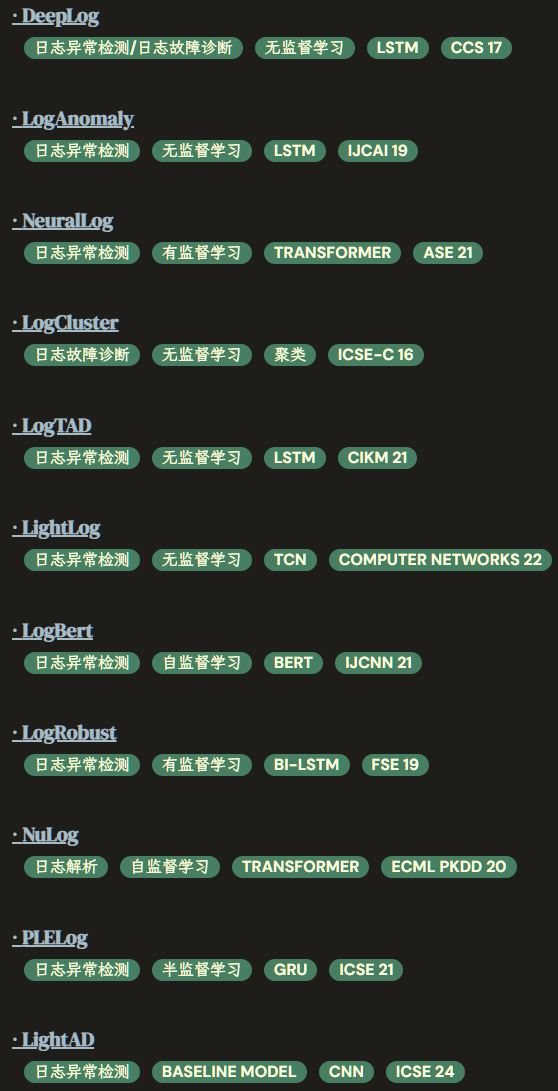 · DeepLog
日志异常检测/日志故障诊断 无监督学习 LSTM CCS 17
· LogAnomaly
日志异常检测 无监督学习 LSTM IJCAI 19
· NeuralLog
日志异常检测 有监督学习 TRANSFORMER ASE 21
· LogCluster
日志故障诊断 无监督学习 聚类 ICSE-C 16
· LogTAD
日志异常检测 无监督学习 LSTM CIKM 21
· LightLog
日志异常检测 无监督学习 TCN COMPUTER NETWORKS 22
· LogBert
日志异常检测 自监督学习 BERT IJCNN 21
· LogRobust
日志异常检测 有监督学习 BI-LSTM FSE 19
· NuLog
日志解析 自监督学习 TRANSFORMER ECML PKDD 20
· PLELog
日志异常检测 半监督学习 GRU ICSE 21
· LightAD
日志异常检测 BASELINE MODEL CNN ICSE 24